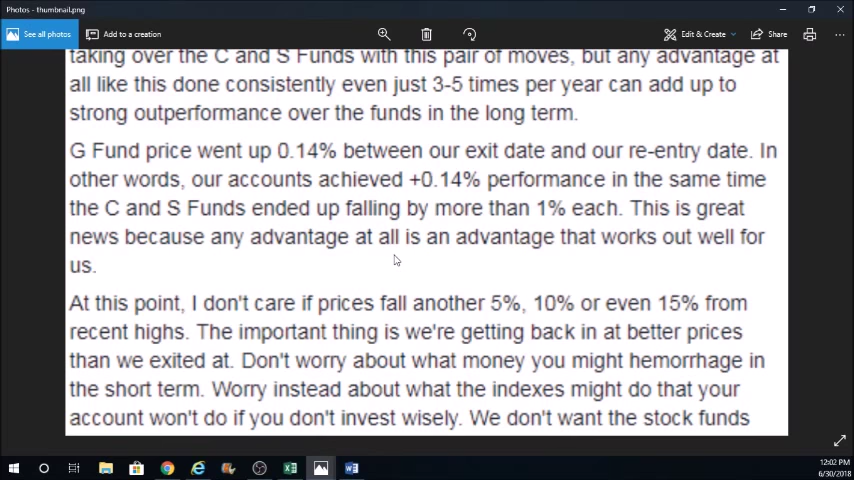 Photos - thumbnail.png
See all photos
Add to a creation
Edit & Create
Share
taking over the C and S Funds with this pair of moves, but any advantage at
all like this done consistently even just 3-5 times per year can add up to
strong outperformance over the funds in the long term.
G Fund price went up 0.14% between our exit date and our re-entry date. In
other words, our accounts achieved +0.14% performance in the same time
the C and S Funds ended up falling by more than 1% each. This is great
news because any advantage at all is an advantage that works out well for
us.
At this point, I don't care if prices fall another 5%, 10% or even 15% from
recent highs. The important thing is we're getting back in at better prices
than we exited at. Don't worry about what money you might hemorrhage in
the short term. Worry instead about what the indexes might do that your
account won't do if you don't invest wisely. We don't want the stock funds
12:02 PM
6/30/2018